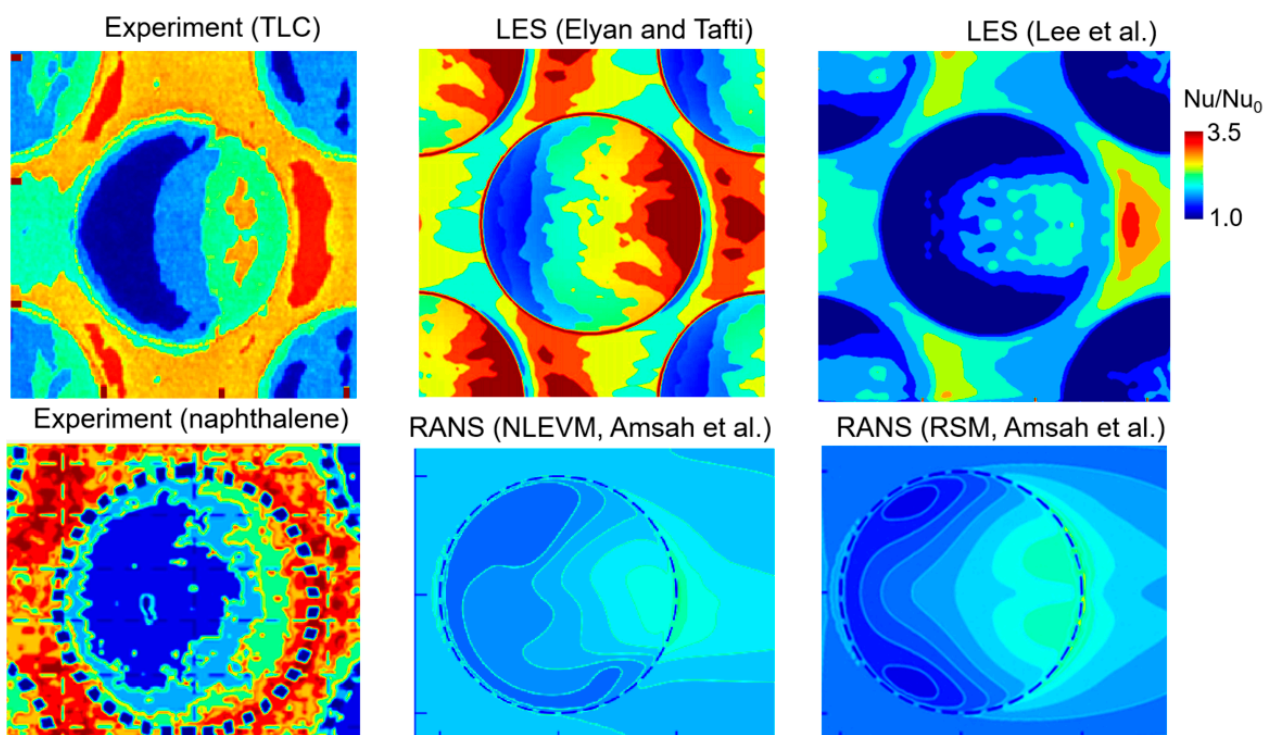 Experiment (TLC)
LES (Elyan and Tafti)
LES (Lee et al.)
Nu/Nu₀
3.5
1.0
Experiment (naphthalene)
RANS (NLEVM, Amsah et al.)
RANS (RSM, Amsah et al.)